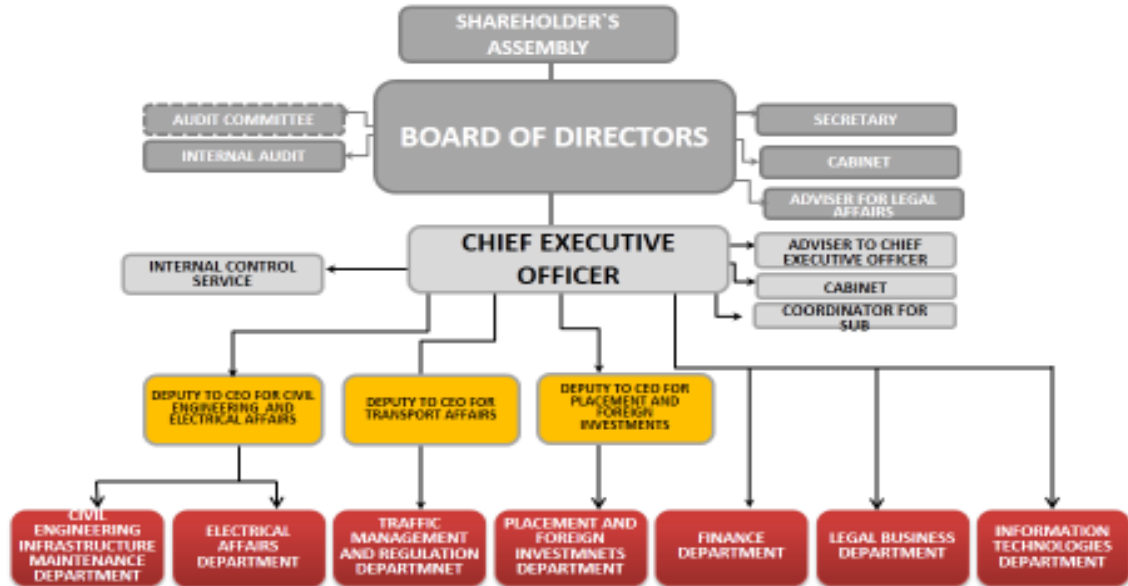 SHAREHOLDER`S
ASSEMBLY
BOARD OF DIRECTORS
AUDIT COMMITTEE
INTERNAL AUDIT
SECRETARY
CABINET
ADVISER FOR LEGAL
AFFAIRS
CHIEF EXECUTIVE
OFFICER
INTERNAL CONTROL
SERVICE
ADVISER TO CHIEF
EXECUTIVE OFFICER
CABINET
COORDINATOR FOR
SUB
DEPUTY TO CEO FOR CIVIL
ENGINEERING AND
ELECTRICAL AFFAIRS
DEPUTY TO CEO FOR
TRANSPORT AFFAIRS
DEPUTY TO CEO FOR
PLACEMENT AND
FOREIGN
INVESTMENTS
CIVIL
ENGINEERING
INFRASTRUCTURE
MAINTENANCE
DEPARTMENT
ELECTRICAL
AFFAIRS
DEPARTMENT
TRAFFIC
MANAGEMENT
AND REGULATION
DEPARTMNET
PLACEMENT AND
FOREIGN
INVESTMNETS
DEPARTMENT
FINANCE
DEPARTMENT
LEGAL BUSINESS
DEPARTMENT
INFORMATION
TECHNOLOGIES
DEPARTMENT